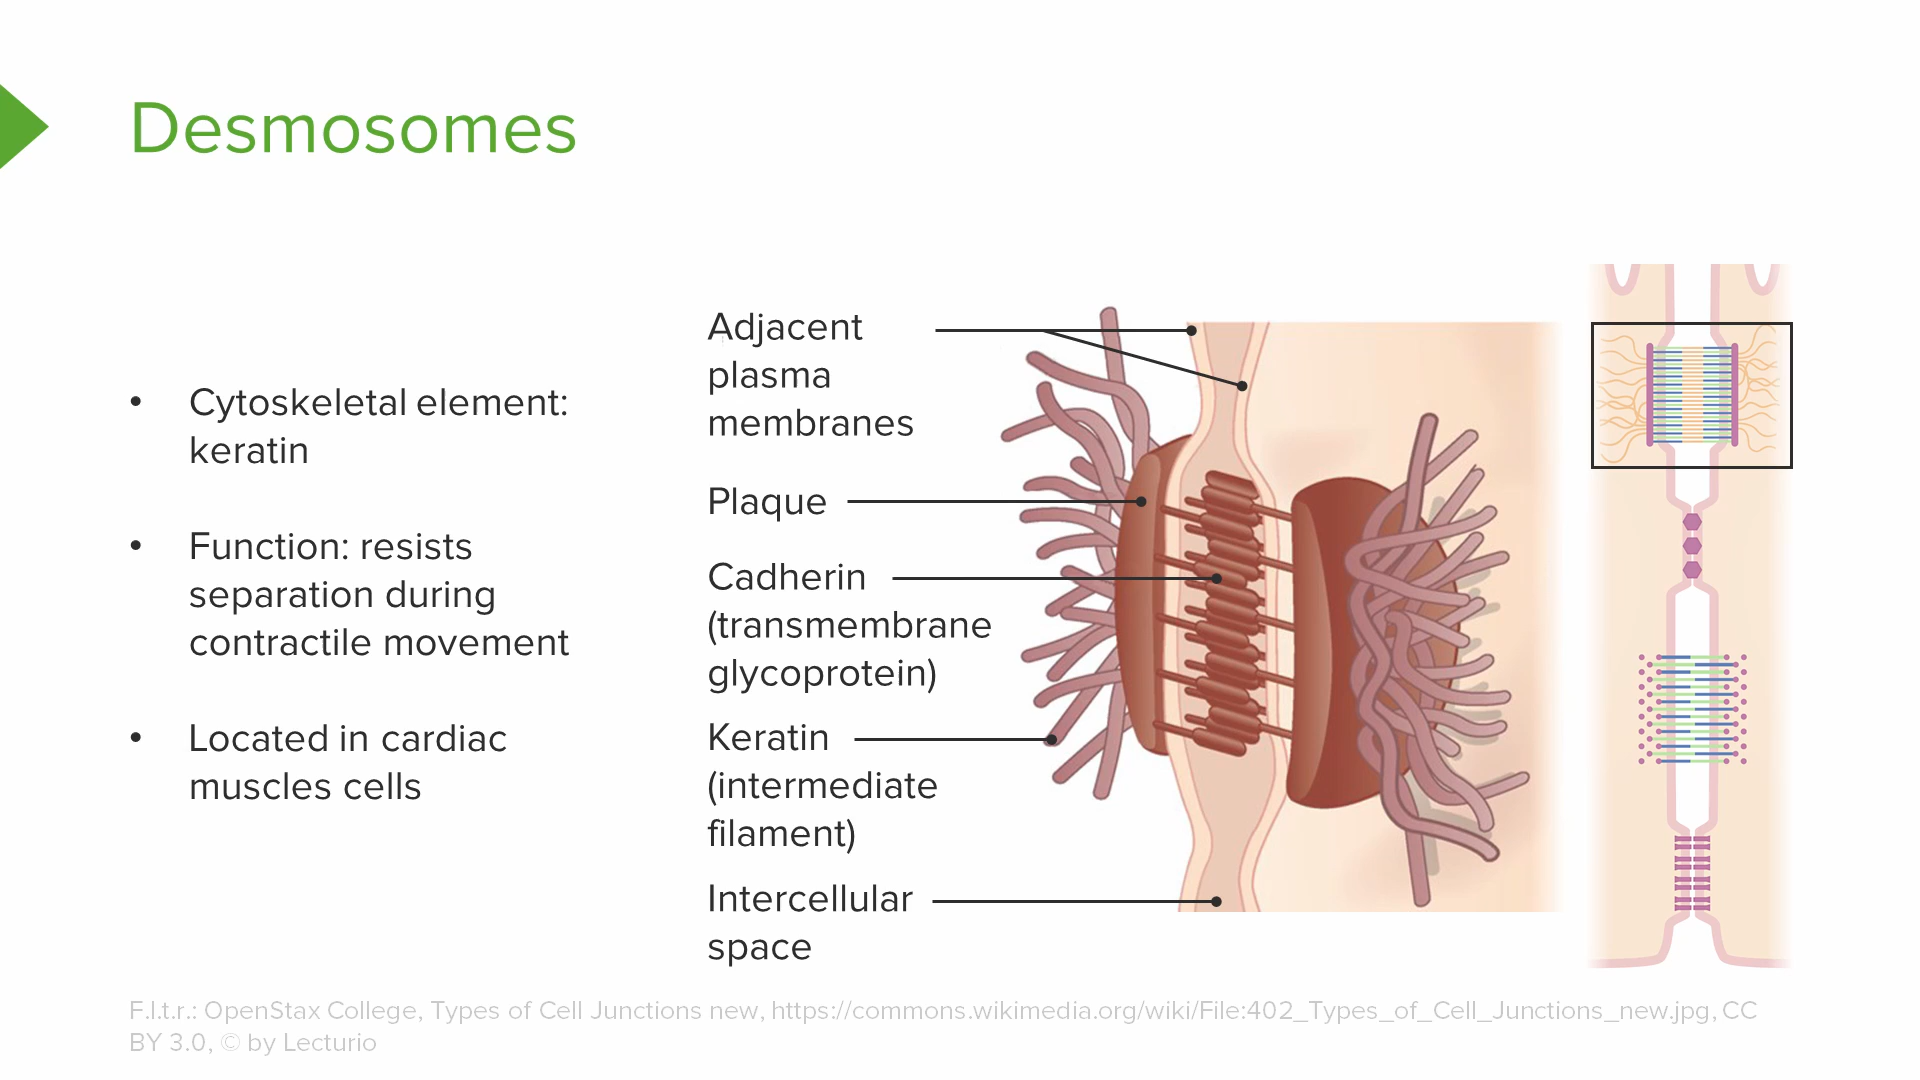 Desmosomes
• Cytoskeletal element:
keratin
• Function: resists
separation during
contractile movement
• Located in cardiac
muscles cells
Adjacent
plasma
membranes
Plaque
Cadherin
(transmembrane
glycoprotein)
Keratin
(intermediate
filament)
Intercellular
space
F.l.t.r.: OpenStax College, Types of Cell Junctions new, https://commons.wikimedia.org/wiki/File:402_Types_of_Cell_Junctions_new.jpg, CC
BY 3.0, © by Lecturio